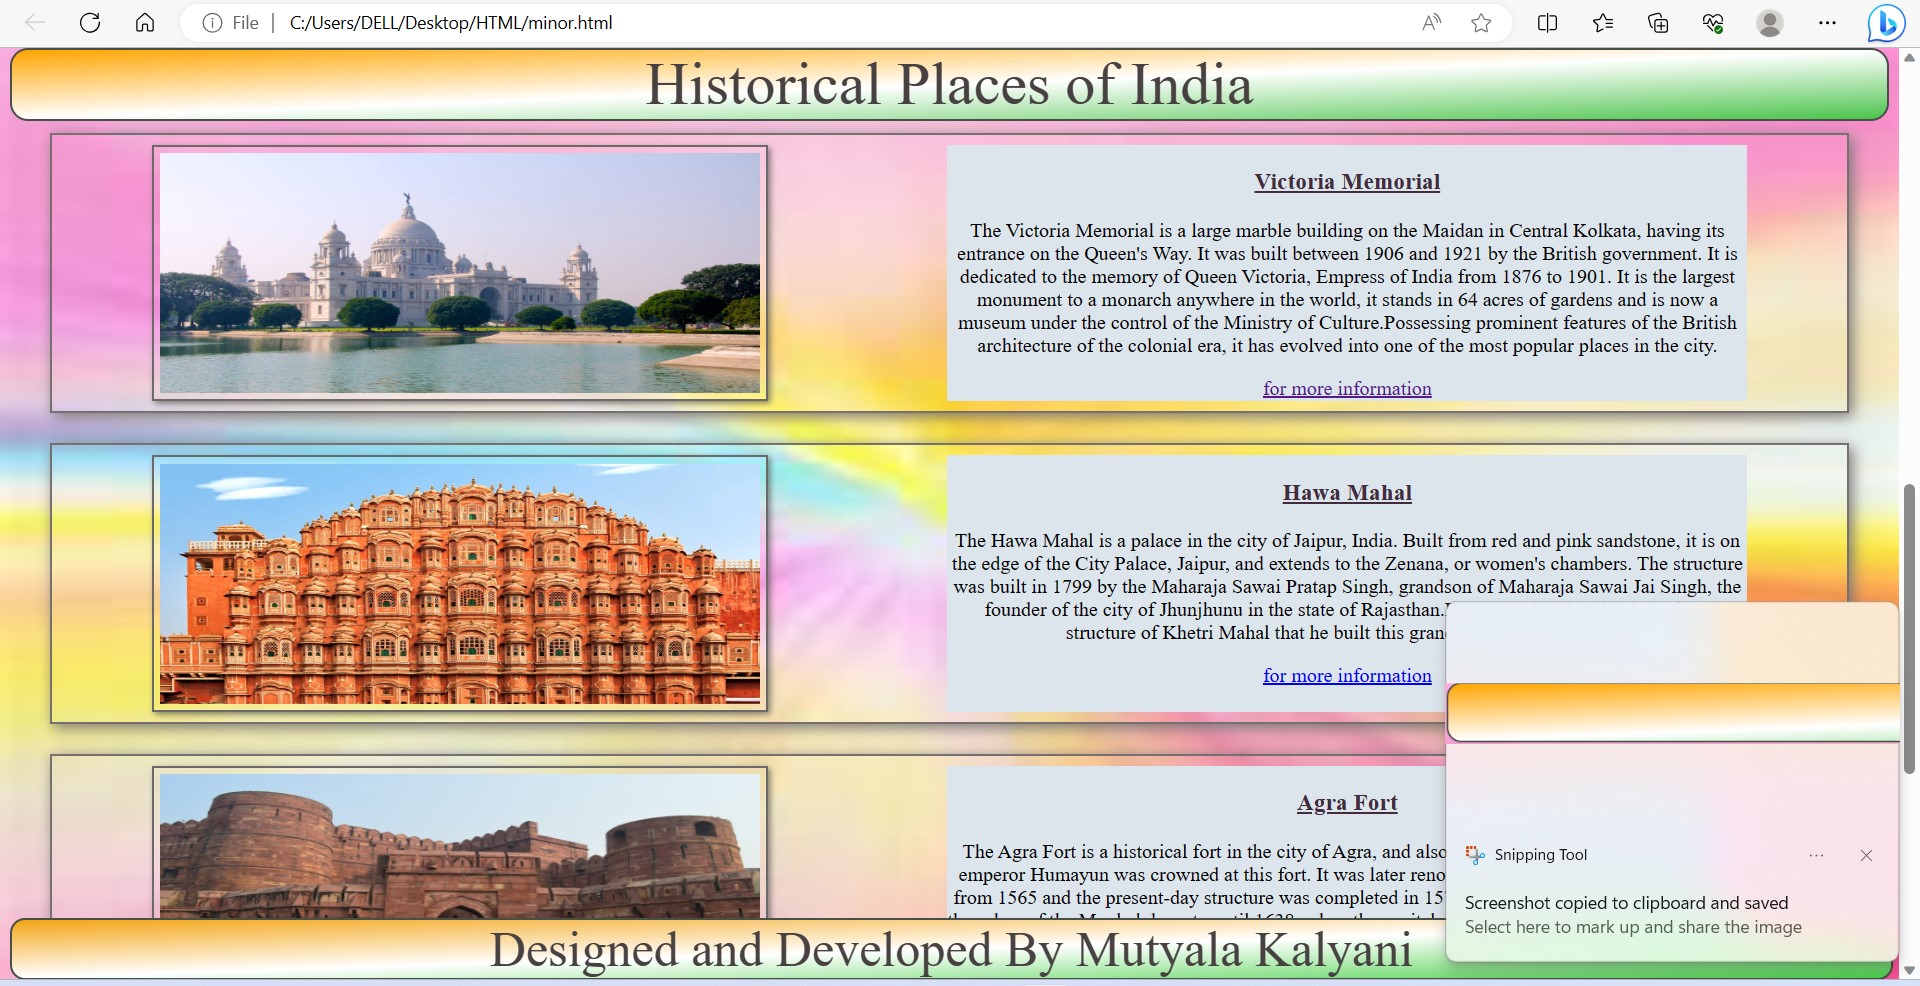 File
C:/Users/DELL/Desktop/HTML/minor.html
Historical Places of India
Victoria Memorial
The Victoria Memorial is a large marble building on the Maidan in Central Kolkata, having its
entrance on the Queen's Way. It was built between 1906 and 1921 by the British government. It is
dedicated to the memory of Queen Victoria, Empress of India from 1876 to 1901. It is the largest
monument to a monarch anywhere in the world, it stands in 64 acres of gardens and is now a
museum under the control of the Ministry of Culture.Possessing prominent features of the British
architecture of the colonial era, it has evolved into one of the most popular places in the city.
for more information
Hawa Mahal
The Hawa Mahal is a palace in the city of Jaipur, India. Built from red and pink sandstone, it is on
the edge of the City Palace, Jaipur, and extends to the Zenana, or women's chambers. The structure
was built in 1799 by the Maharaja Sawai Pratap Singh, grandson of Maharaja Sawai Jai Singh, the
founder of the city of Jhunjhunu in the state of Rajasthan.
structure of Khetri Mahal that he built this
for more information
Agra Fort
The Agra Fort is a historical fort in the city of Agra, and also
emperor Humayun was crowned at this fort. It was later
from 1565 and the present-day structure was completed in
Designed and Developed By Mutyala Kalyani
Snipping Tool
Screenshot copied to clipboard and saved
Select here to mark up and share the image